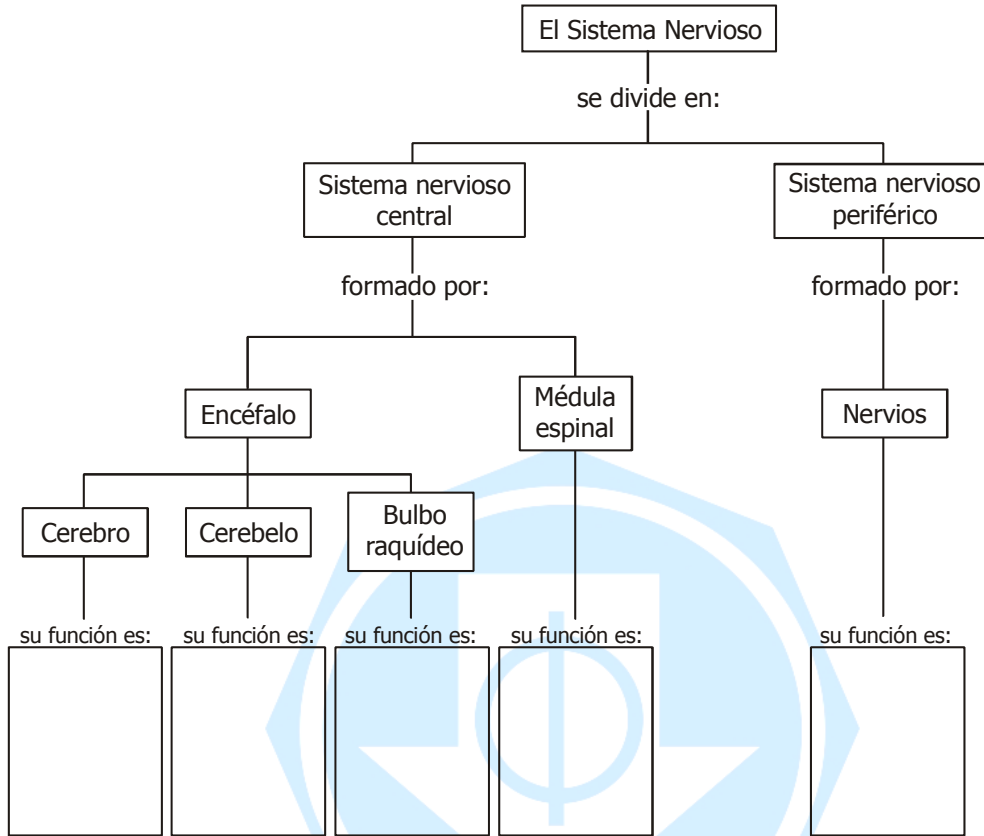 El Sistema Nervioso
se divide en:
Sistema nervioso
central
Sistema nervioso
periférico
formado por:
formado por:
Encéfalo
Médula
espinal
Nervios
Cerebro
Cerebelo
Bulbo
raquídeo
su función es:
su función es:
su función es:
su función es:
su función es: